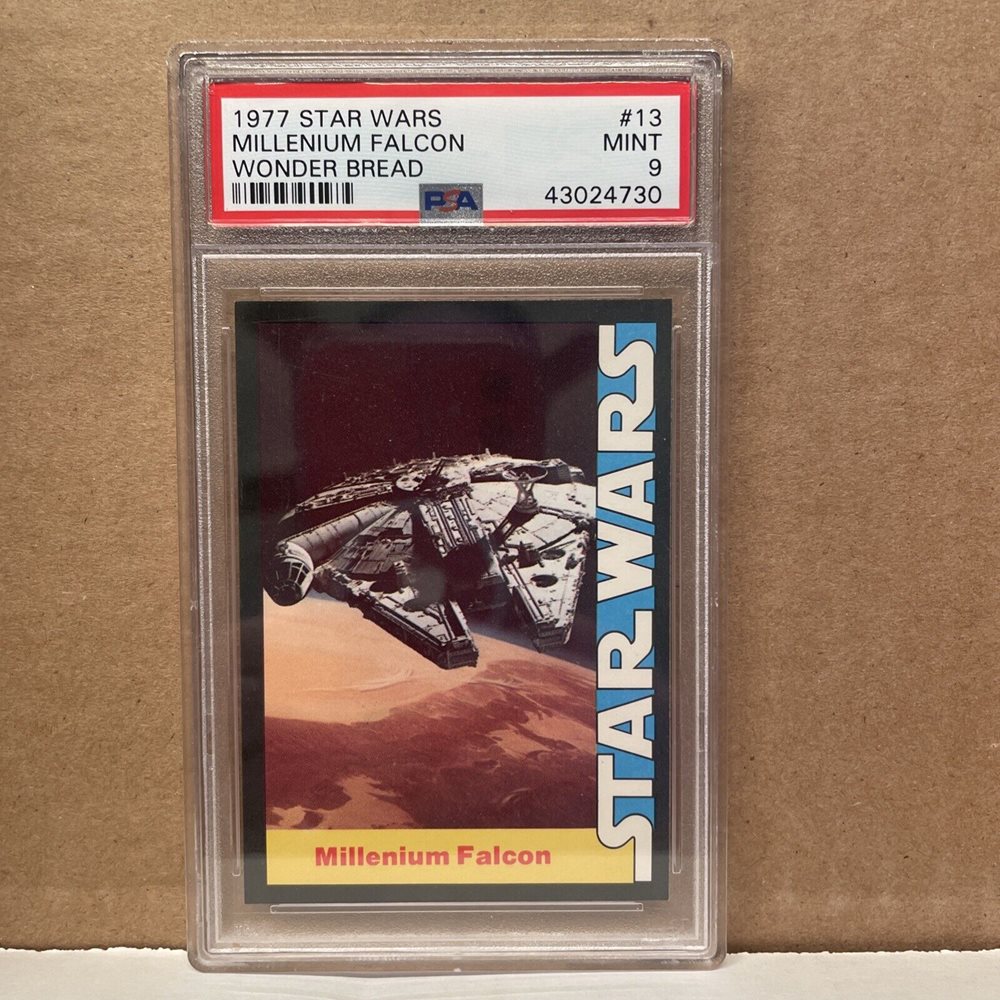 1977 STAR WARS #13
MILLENIUM FALCON MINT
WONDER BREAD 9
PSA 43024730
STAR WARS
Millenium Falcon